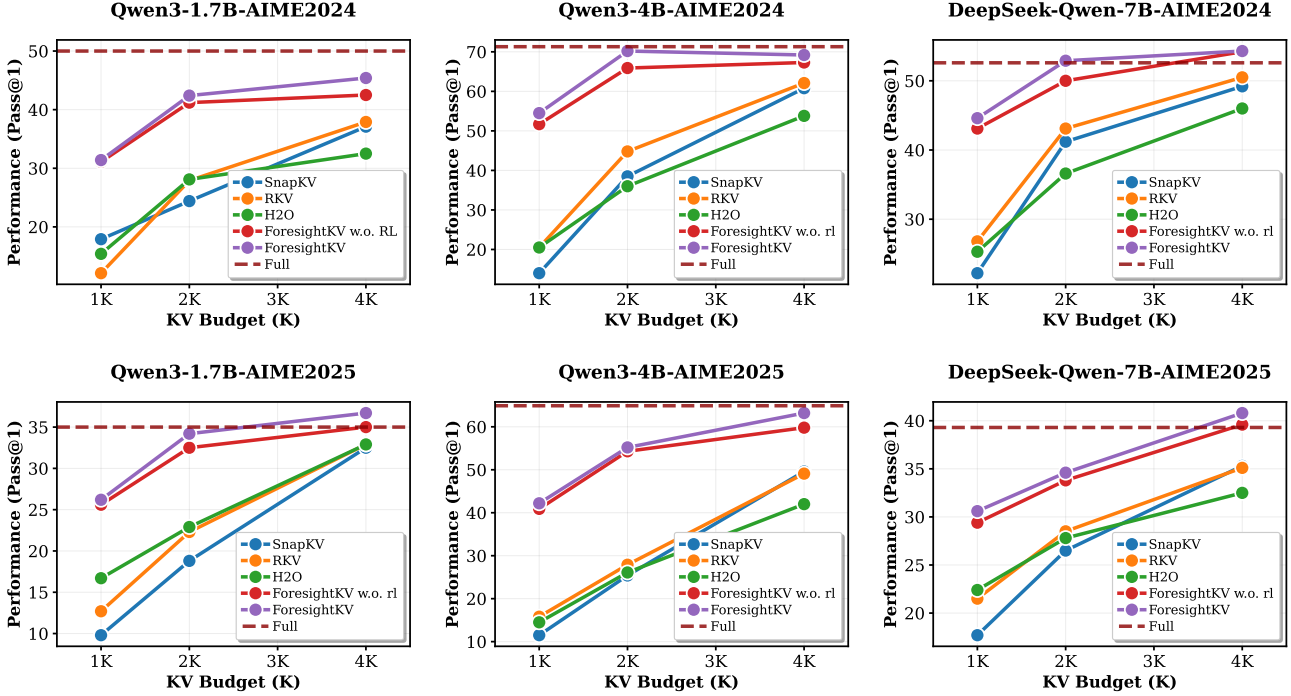 Qwen3-1.7B-AIME2024
Performance (Pass@1)
50
40
30
20
SnapKV
RKV
H2O
ForesightKV w.o. RL
ForesightKV
Full
1K
2K
3K
4K
KV Budget (K)
Qwen3-4B-AIME2024
Performance (Pass@1)
70
60
50
40
30
20
SnapKV
RKV
H2O
ForesightKV w.o. rl
ForesightKV
Full
1K
2K
3K
4K
KV Budget (K)
DeepSeek-Qwen-7B-AIME2024
Performance (Pass@1)
50
40
30
SnapKV
RKV
H2O
ForesightKV w.o. rl
ForesightKV
Full
1K
2K
3K
4K
KV Budget (K)
Qwen3-1.7B-AIME2025
Performance (Pass@1)
35
30
25
20
15
10
SnapKV
RKV
H2O
ForesightKV w.o. rl
ForesightKV
Full
1K
2K
3K
4K
KV Budget (K)
Qwen3-4B-AIME2025
Performance (Pass@1)
60
50
40
30
20
10
SnapKV
RKV
H2O
ForesightKV w.o. rl
ForesightKV
Full
1K
2K
3K
4K
KV Budget (K)
DeepSeek-Qwen-7B-AIME2025
Performance (Pass@1)
40
35
30
25
20
SnapKV
RKV
H2O
ForesightKV w.o. rl
ForesightKV
Full
1K
2K
3K
4K
KV Budget (K)